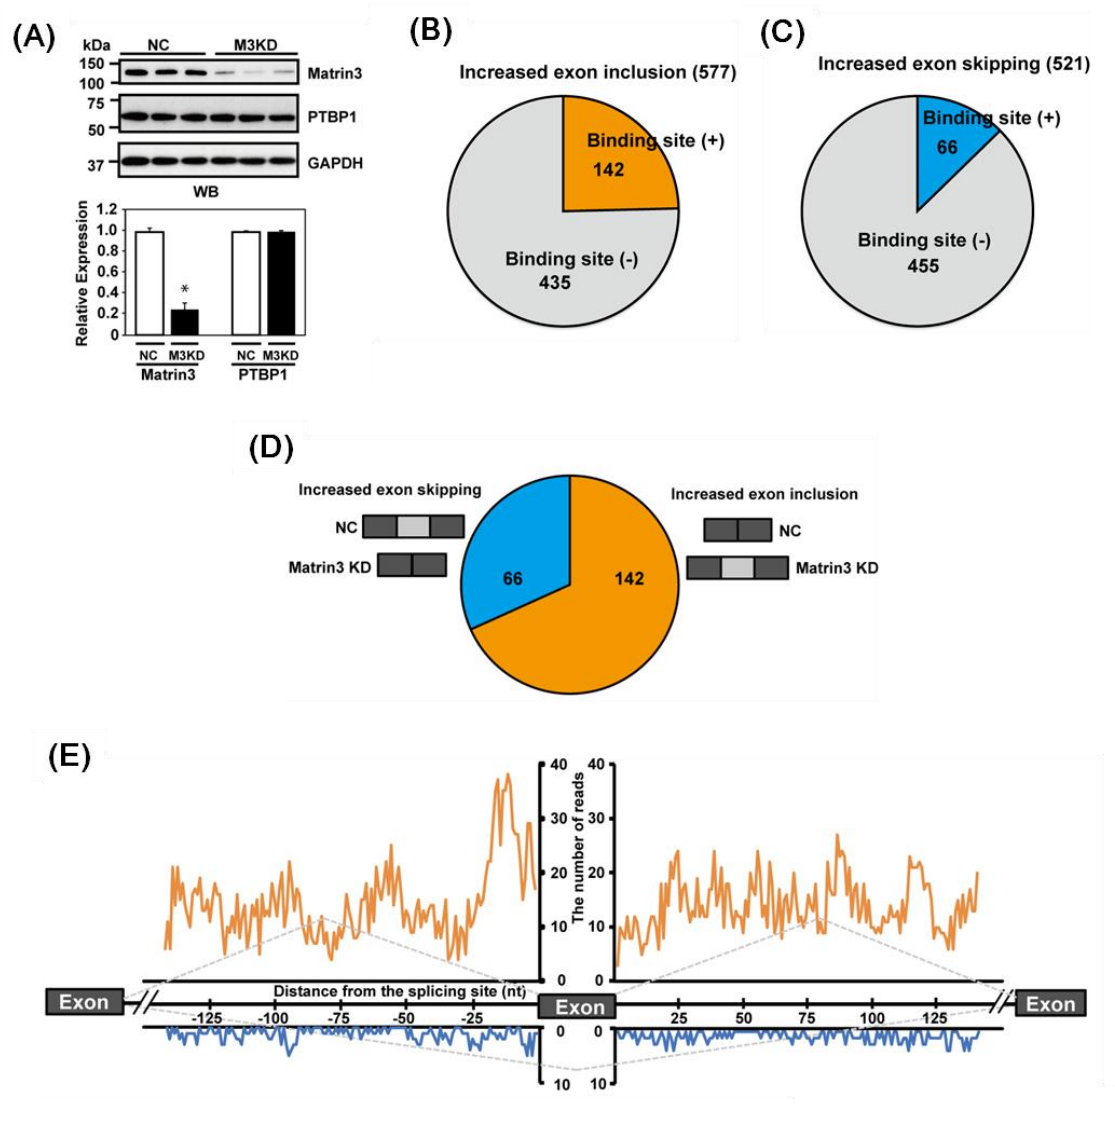 (A)
kDa NC M3KD
150
100
Matrin3
75
50
PTBP1
37
GAPDH
WB
Relative Expression
1.2
1.0
0.8
0.6
0.4
0.2
0
*
NC M3KD NC M3KD
Matrin3 PTBP1
(B)
Increased exon inclusion (577)
Binding site (+)
142
Binding site (-)
435
(C)
Increased exon skipping (521)
Binding site (+)
66
Binding site (-)
455
(D)
Increased exon skipping
NC
Matrin3 KD
66
142
Increased exon inclusion
NC
Matrin3 KD
(E)
40 40
30 30
20 20
10 10
0 0
The number of reads
Distance from the splicing site (nt)
Exon Exon Exon
-125 -100 -75 -50 -25 25 50 75 100 125
0 0
10 10